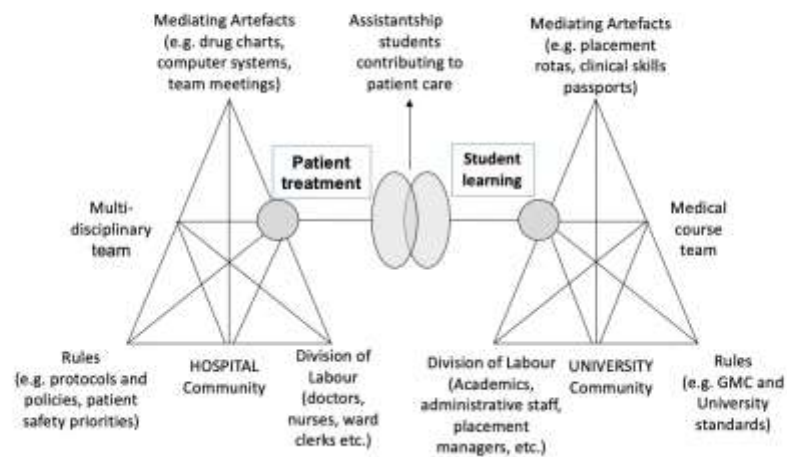 Mediating Artefacts
(e.g. drug charts,
computer systems,
team meetings)
Assistantship
students
contributing to
patient care
Mediating Artefacts
(e.g. placement
rotas, clinical skills
passports)
Patient
treatment
Student
learning
Multi-
disciplinary
team
Medical
course
team
Rules
(e.g. protocols and
policies, patient
safety priorities)
HOSPITAL
Community
Division of
Labour
(doctors,
nurses, ward
clerks etc.)
Division of Labour
(Academics,
administrative staff,
placement
managers, etc.)
UNIVERSITY
Community
Rules
(e.g. GMC and
University
standards)